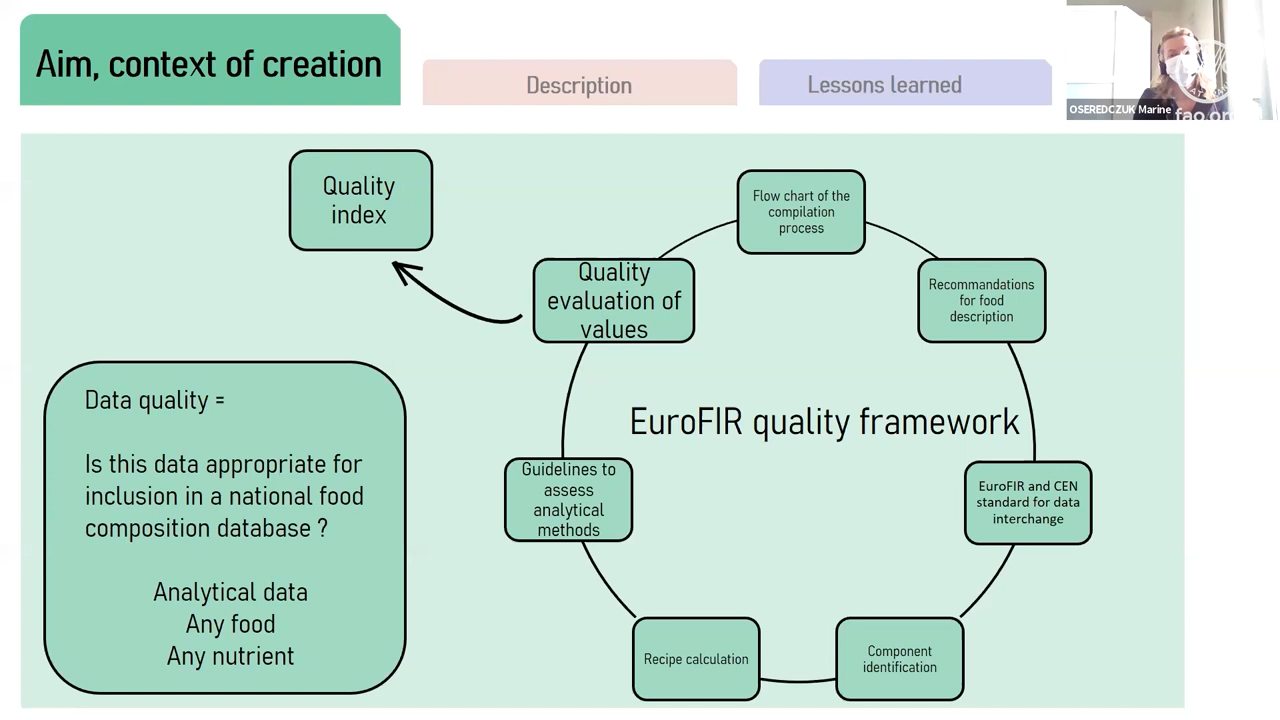 Aim, context of creation
Description
Lessons learned
OSEREDCZUK Marine
fao.or
Quality
index
Flow chart of the
compilation
process
Quality
evaluation of
values
Recommandations
for food
description
Data quality =
Is this data appropriate for
inclusion in a national food
composition database ?
Analytical data
Any food
Any nutrient
EuroFIR quality framework
Guidelines to
assess
analytical
methods
EuroFIR and CEN
standard for data
interchange
Recipe calculation
Component
identification